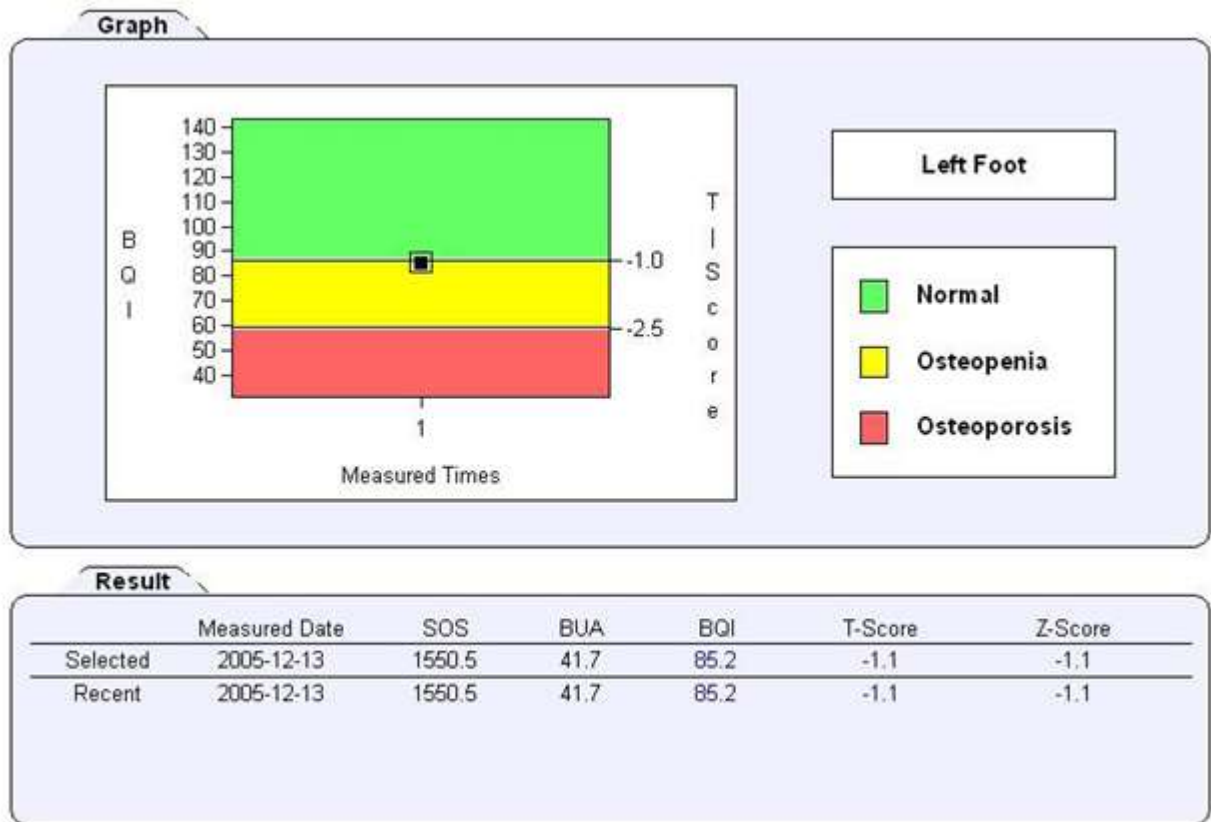 Graph
140
130
120
110
100
90
80
70
60
50
40
B
Q
I
-1.0
-2.5
T
|
S
c
o
r
e
1
Measured Times
Left Foot
Normal
Osteopenia
Osteoporosis
Result
Measured Date SOS BUA BQI T-Score Z-Score
Selected 2005-12-13 1550.5 41.7 85.2 -1.1 -1.1
Recent 2005-12-13 1550.5 41.7 85.2 -1.1 -1.1